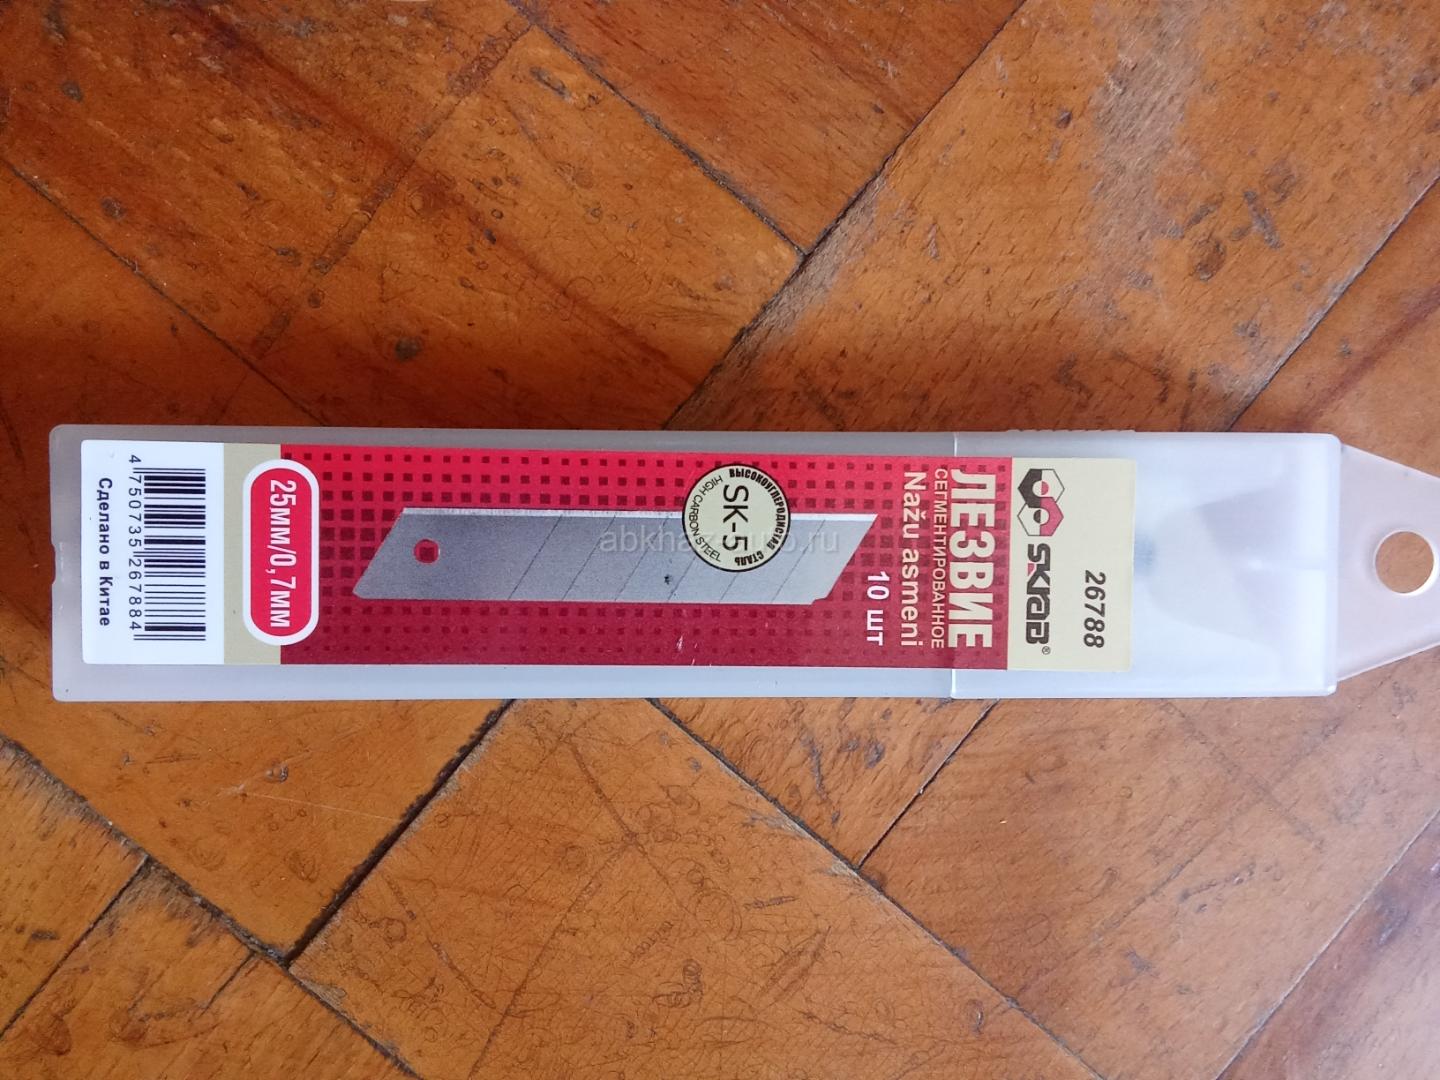 26788
SKRAB®
ЛЕЗВИЕ
СЕГМЕНТИРОВАННОЕ
Nažu asmeni
10 шт
ВЫСОКОУГЛЕРОДИСТАЯ СТАЛЬ
SK-5
HIGH CARBON STEEL
25мм/0,7мм
4 750735 267884
Сделано в Китае